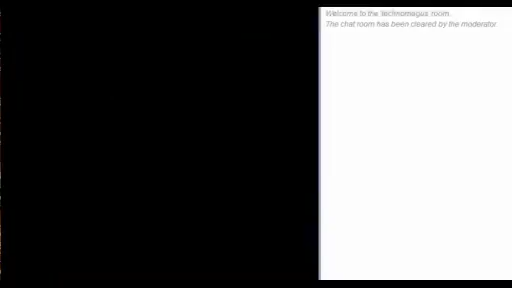 Welcome to the technomagus room
The chat room has been cleared by the moderator